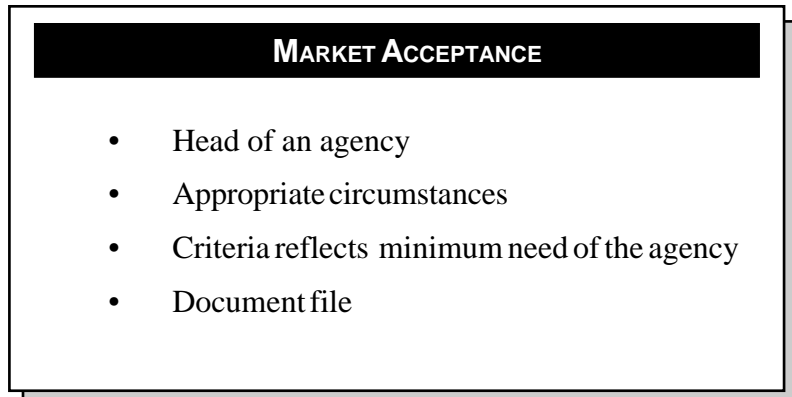 MARKET ACCEPTANCE
• Head of an agency
• Appropriate circumstances
• Criteria reflects minimum need of the agency
• Document file